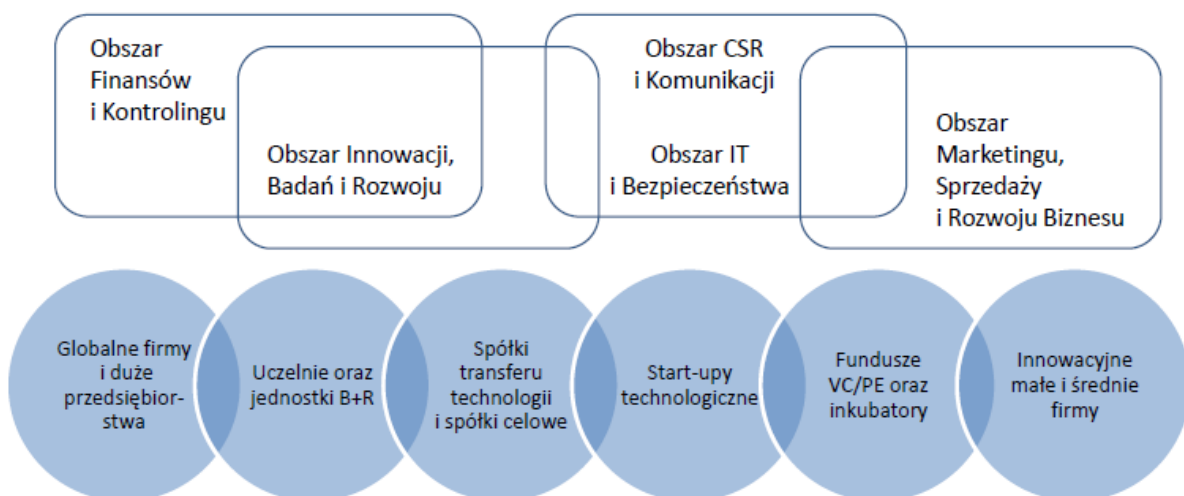 Obszar
Finansów
i Kontrolingu
Obszar Innowacji,
Badań i Rozwoju
Obszar CSR
i Komunikacji
Obszar IT
i Bezpieczeństwa
Obszar
Marketingu,
Sprzedaży
i Rozwoju Biznesu
Globalne firmy
i duże
przedsiębior-
stwa
Uczelnie oraz
jednostki B+R
Spółki
transferu
technologii
i spółki celowe
Start-upy
technologiczne
Fundusze
VC/PE oraz
inkubatory
Innowacyjne
małe i średnie
firmy